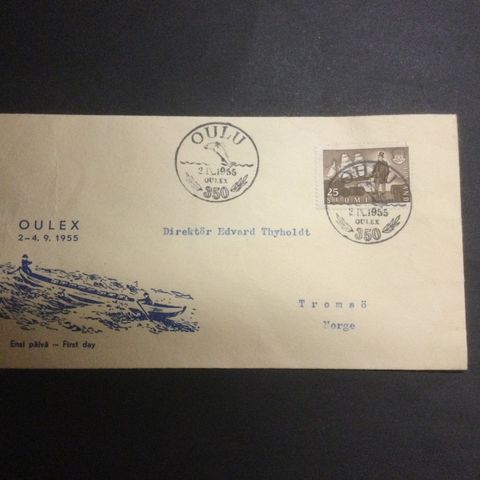 OULU
2.IX.1955
OULEX
350
25
SUOMI
OULU
2.IX.1955
OULEX
350
OULEX
2–4. 9. 1955
Direktör Edvard Thyholdt
Tromsö
Norge
Ensi päivä – First day